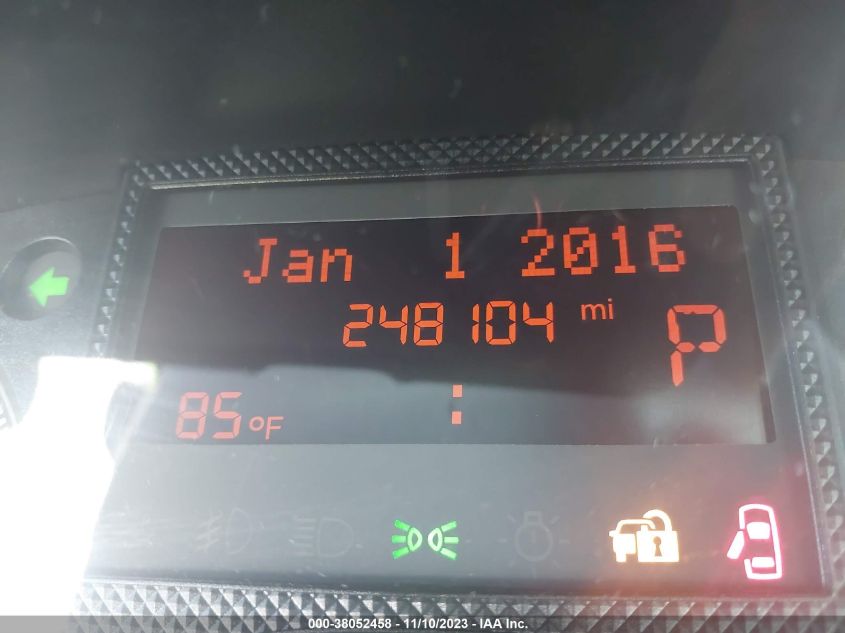 Jan 1 2016
248104 mi
P
85°F :
000-38052458 - 11/10/2023 - IAA Inc.